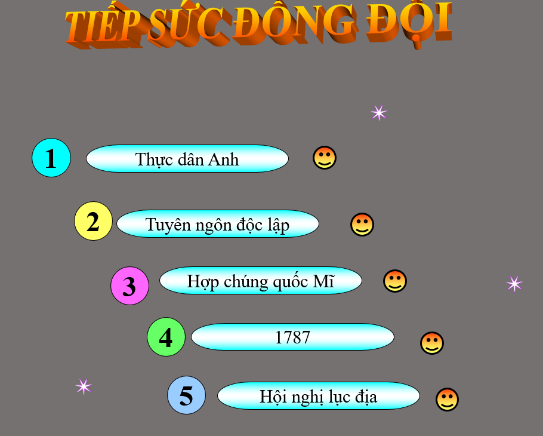 TIẾP SỨC ĐỒNG ĐỘI
1 Thực dân Anh
2 Tuyên ngôn độc lập
3 Hợp chúng quốc Mĩ
4 1787
5 Hội nghị lục địa